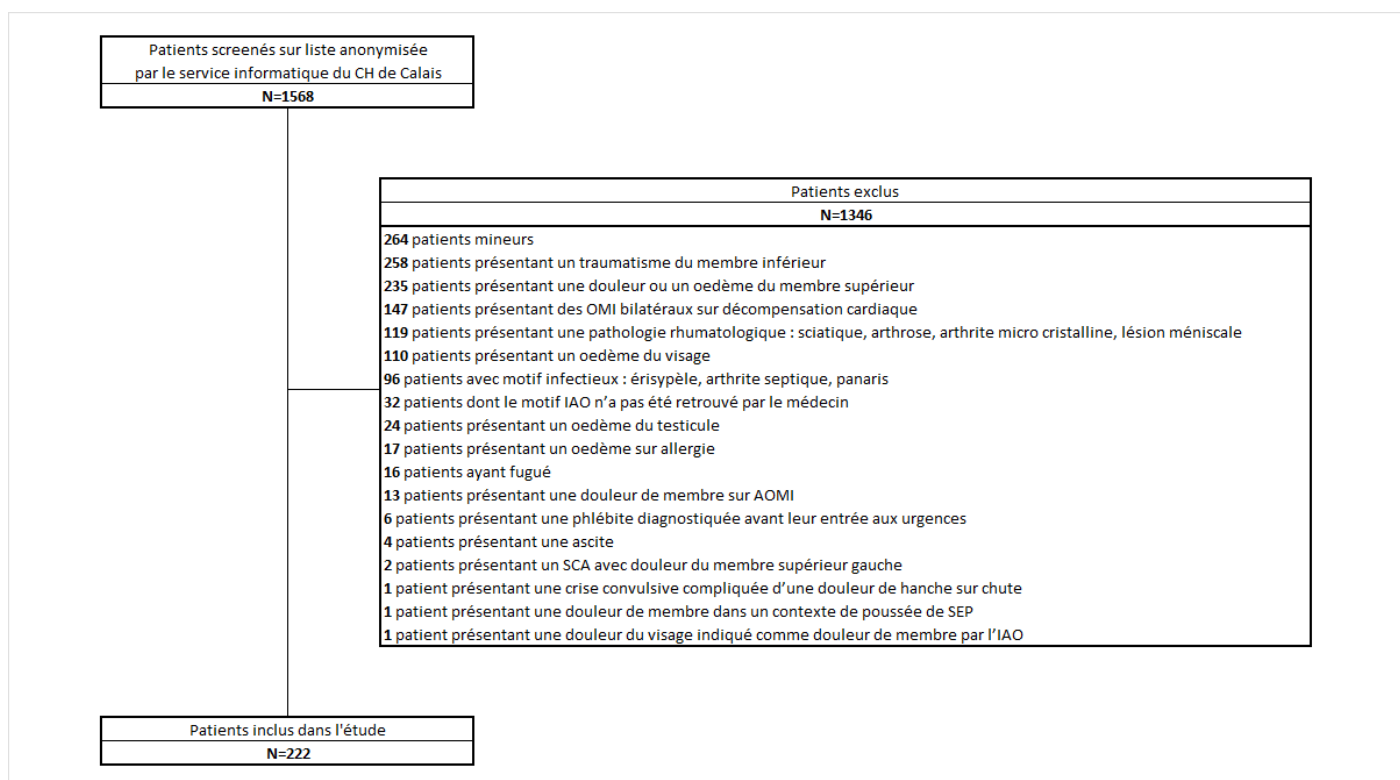 Patients screenés sur liste anonymisée
par le service informatique du CH de Calais
N=1568
Patients exclus
N=1346
264 patients mineurs
258 patients présentant un traumatisme du membre inférieur
235 patients présentant une douleur ou un oedème du membre supérieur
147 patients présentant des OMI bilatéraux sur décompensation cardiaque
119 patients présentant une pathologie rhumatologique : sciatique, arthrose, arthrite micro cristalline, lésion méniscale
110 patients présentant un oedème du visage
96 patients avec motif infectieux : érisypèle, arthrite septique, panaris
32 patients dont le motif IAO n’a pas été retrouvé par le médecin
24 patients présentant un oedème du testicule
17 patients présentant un oedème sur allergie
16 patients ayant fugué
13 patients présentant une douleur de membre sur AOMI
6 patients présentant une phlébite diagnostiquée avant leur entrée aux urgences
4 patients présentant une ascite
2 patients présentant un SCA avec douleur du membre supérieur gauche
1 patient présentant une crise convulsive compliquée d’une douleur de hanche sur chute
1 patient présentant une douleur de membre dans un contexte de poussée de SEP
1 patient présentant une douleur du visage indiqué comme douleur de membre par l’IAO
Patients inclus dans l'étude
N=222